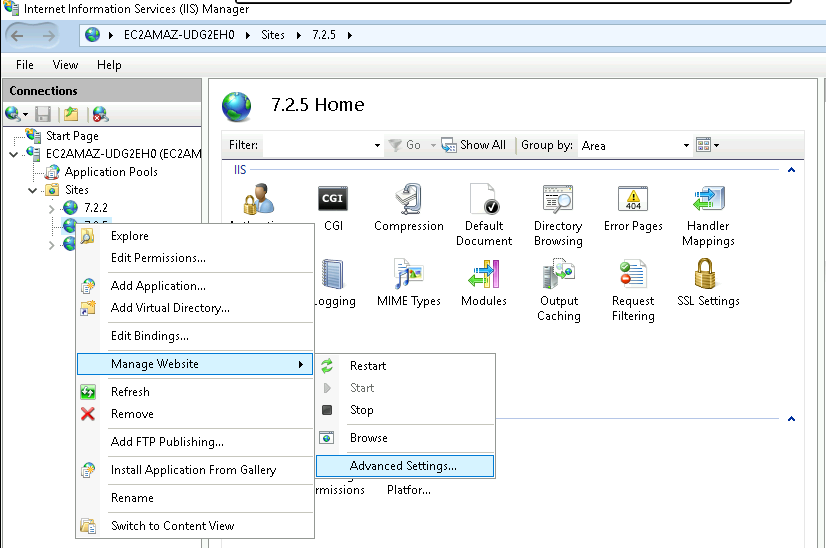 Internet Information Services (IIS) Manager
EC2AMAZ-UDG2EH0 Sites 7.2.5
File View Help
Connections
Start Page
EC2AMAZ-UDG2EH0 (EC2AM
Application Pools
Sites
7.2.2
7.2.5 Home
Filter: Go Show All Group by: Area
IIS
CGI
CGI
Compression
Default
Document
Directory
Browsing
404
Error Pages
Handler
Mappings
Logging
MIME Types
Modules
Output
Caching
Request
Filtering
SSL Settings
Explore
Edit Permissions...
Add Application...
Add Virtual Directory...
Edit Bindings...
Manage Website
Refresh
Remove
Add FTP Publishing...
Install Application From Gallery
Rename
Switch to Content View
Restart
Start
Stop
Browse
Advanced Settings...
rmissions
Platfor...